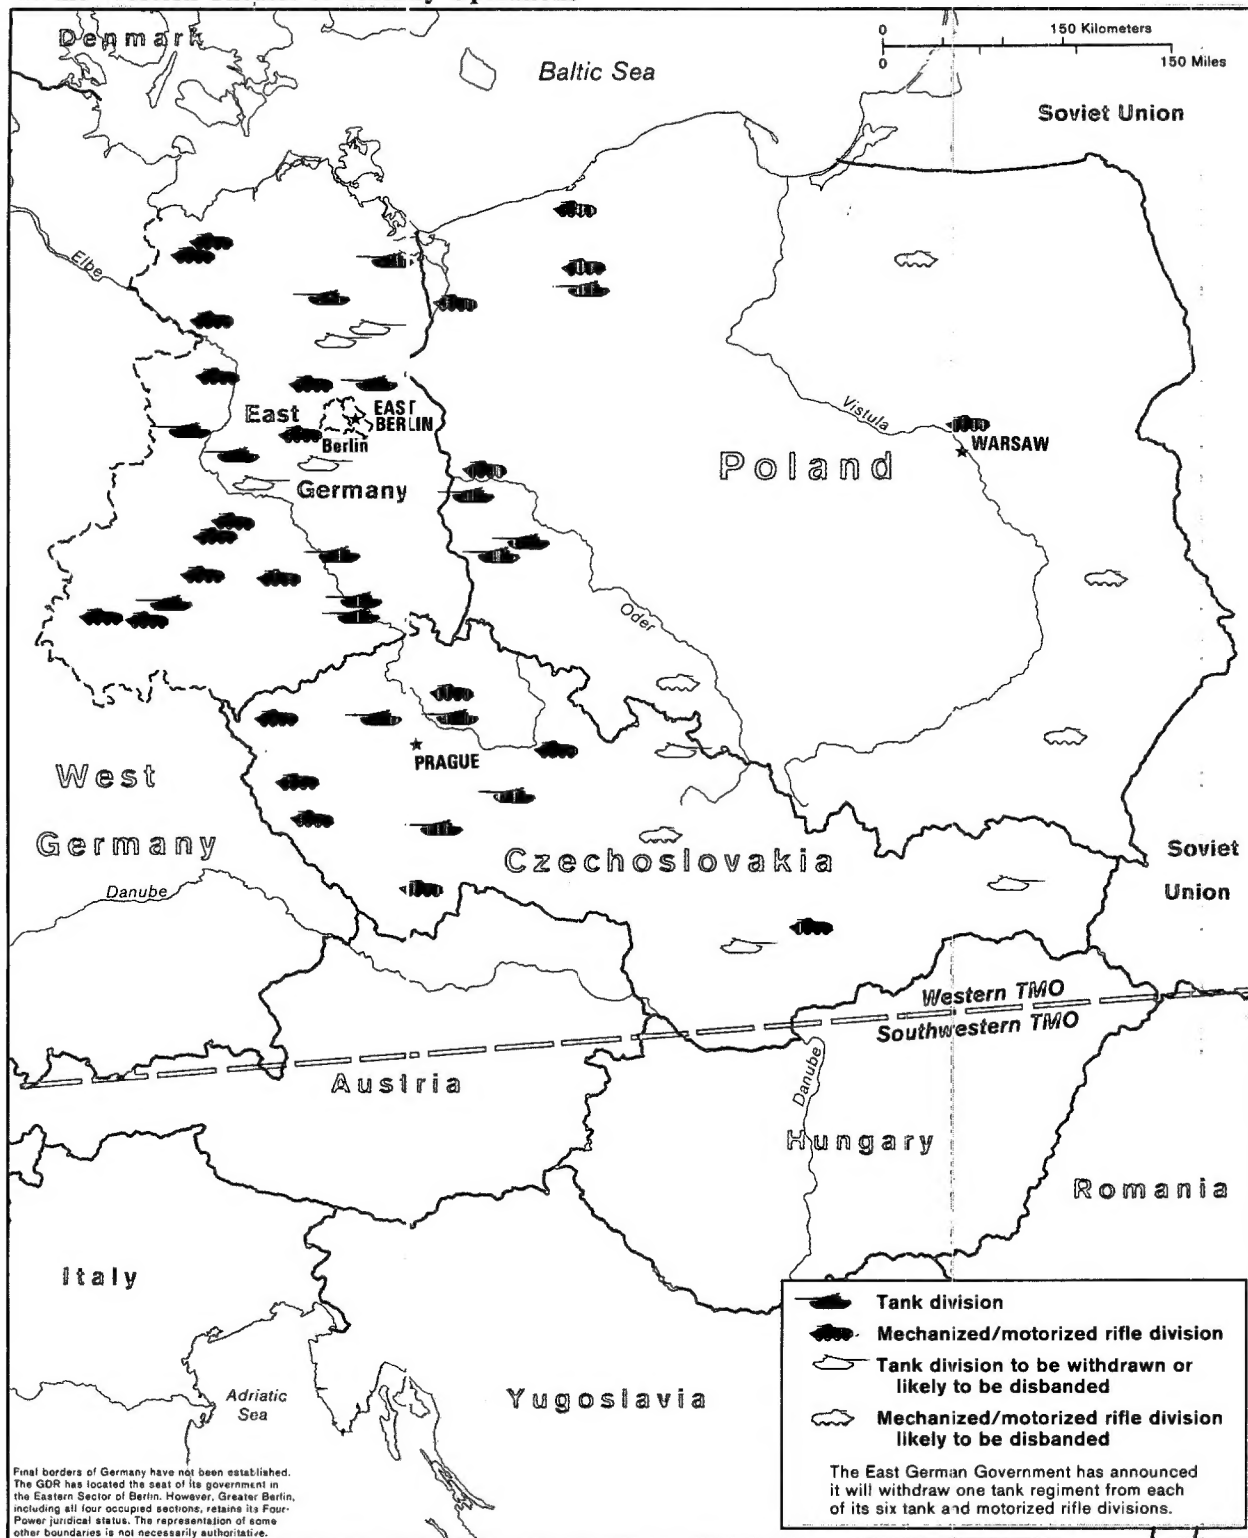 Denmark
0 150 Kilometers
0 150 Miles
Baltic Sea
Soviet Union
Elbe
East
EAST
BERLIN
Berlin
Germany
Vistula
WARSAW
Poland
Oder
PRAGUE
West
Germany
Danube
Czechoslovakia
Soviet
Union
Western TMO
Southwestern TMO
Austria
Danube
Hungary
Romania
Italy
Adriatic
Sea
Yugoslavia
Tank division
Mechanized/motorized rifle division
Tank division to be withdrawn or
likely to be disbanded
Mechanized/motorized rifle division
likely to be disbanded
The East German Government has announced
it will withdraw one tank regiment from each
of its six tank and motorized rifle divisions.
Final borders of Germany have not been established.
The GDR has located the seat of its government in
the Eastern Sector of Berlin. However, Greater Berlin,
including all four occupied sections, retains its Four-
Power juridical status. The representation of some
other boundaries is not necessarily authoritative.